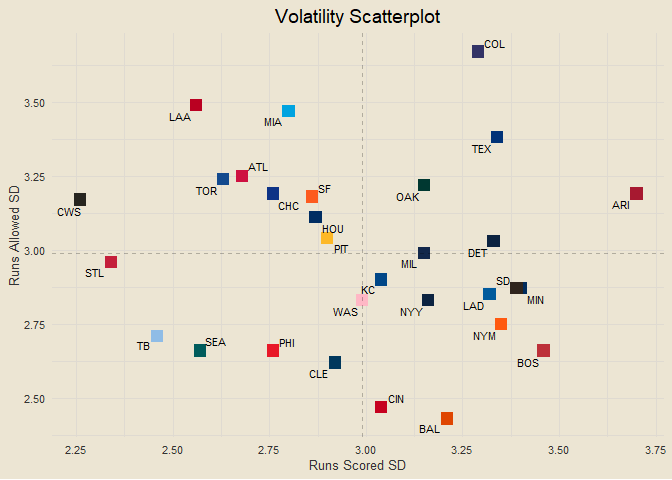 Volatility Scatterplot
COL
3.50
LAA
MIA
TEX
3.25
ATL
TOR
SF
CHC
OAK
CWS
ARI
HOU
PIT
3.00
DET
MIL
STL
KC
SD
MIN
WAS
NYY
LAD
2.75
NYM
TB
SEA
PHI
BOS
CLE
2.50
CIN
BAL
2.25
2.50
2.75
3.00
3.25
3.50
3.75
Runs Scored SD
Runs Allowed SD